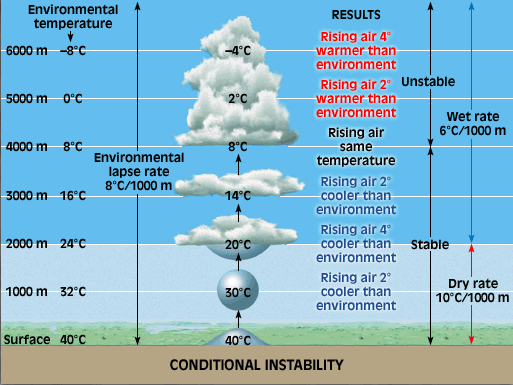 Environmental
temperature
RESULTS
6000 m –8°C
–4°C
Rising air 4°
warmer than
environment
Unstable
5000 m 0°C
2°C
Rising air 2°
warmer than
environment
Wet rate
6°C/1000 m
4000 m 8°C
8°C
Rising air
same
temperature
Environmental
lapse rate
8°C/1000 m
3000 m 16°C
14°C
Rising air 2°
cooler than
environment
2000 m 24°C
20°C
Rising air 4°
cooler than
environment
Stable
1000 m 32°C
30°C
Rising air 2°
cooler than
environment
Dry rate
10°C/1000 m
Surface 40°C
40°C
CONDITIONAL INSTABILITY